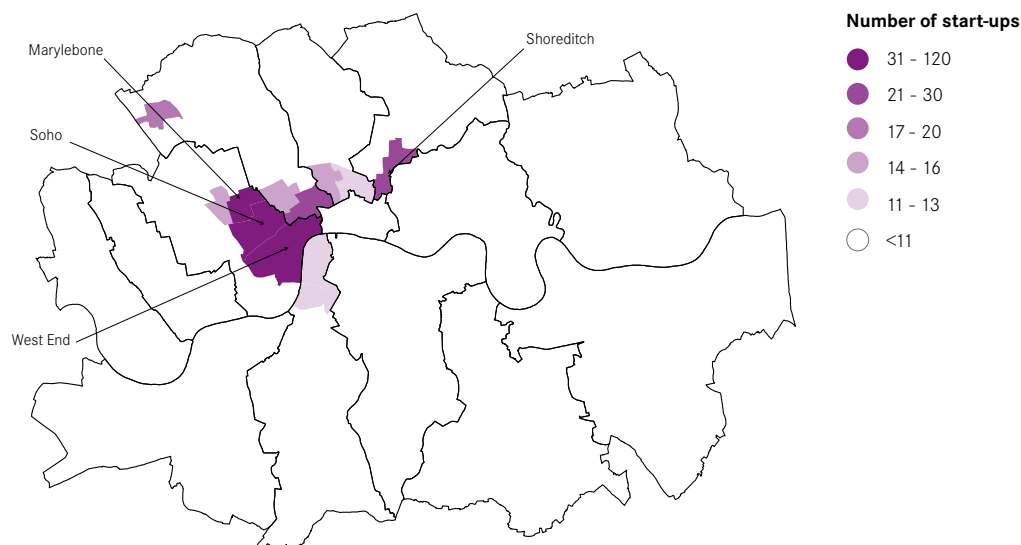 Marylebone
Soho
West End
Shoreditch
Number of start-ups
31 - 120
21 - 30
17 - 20
14 - 16
11 - 13
<11